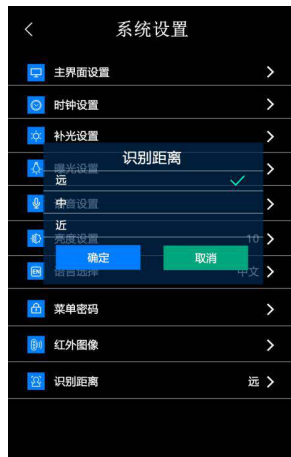 系统设置
主界面设置
时钟设置
补光设置
识别距离
曝光设置
远
音设置
中
近
亮度设置 10
确定 取消
EN 语言选择 中文
菜单密码
红外图像
识别距离 远